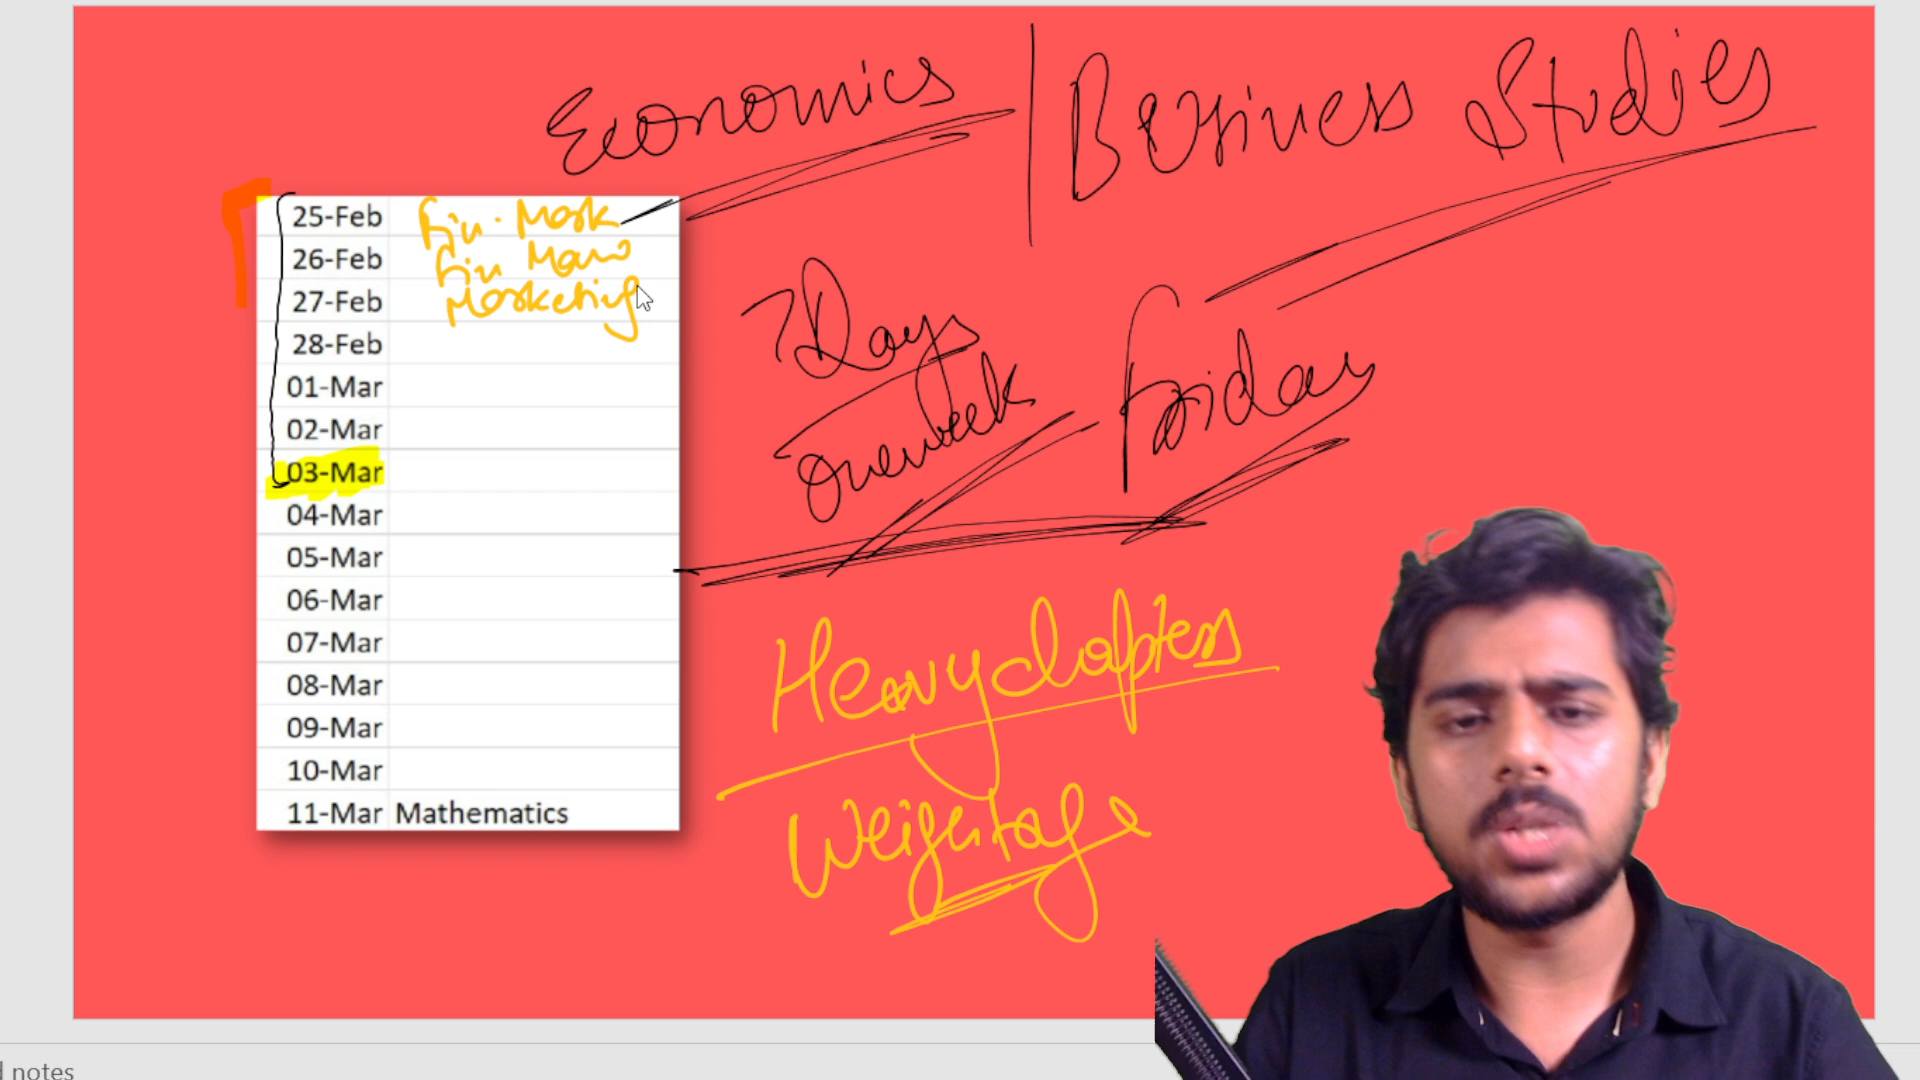 Economics | Business Studies
25-Feb Fin. Mark
26-Feb Fin Man
27-Feb Marketing
28-Feb
01-Mar
02-Mar
03-Mar
04-Mar
05-Mar
06-Mar
07-Mar
08-Mar
09-Mar
10-Mar
11-Mar Mathematics
7 Days
One week
Friday
Heavy chapters
Weightage
notes